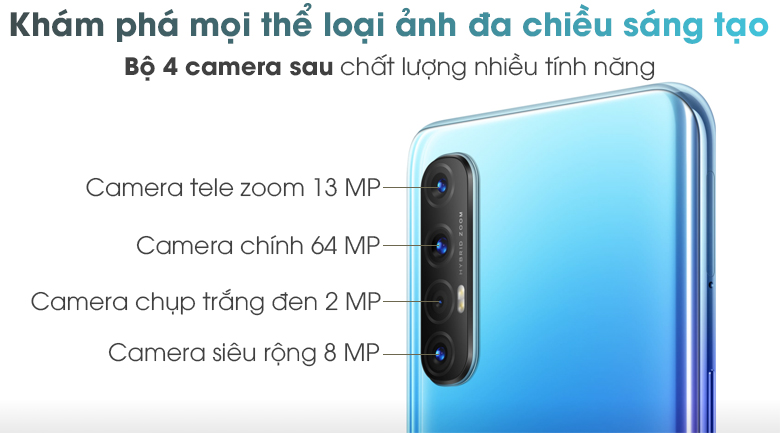 Khám phá mọi thể loại ảnh đa chiều sáng tạo
Bộ 4 camera sau chất lượng nhiều tính năng
Camera tele zoom 13 MP
Camera chính 64 MP
HYBRID ZOOM
Camera chụp trắng đen 2 MP
Camera siêu rộng 8 MP